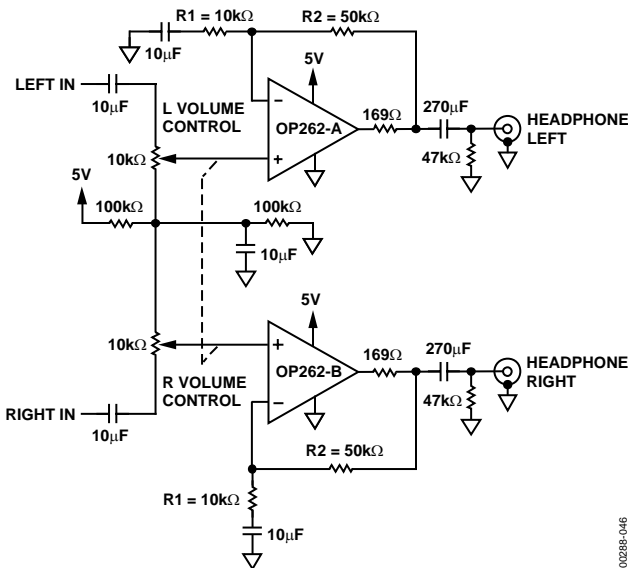 R1 = 10kΩ
R2 = 50kΩ
10µF
5V
LEFT IN
10µF
L VOLUME
CONTROL
OP262-A
169Ω
270µF
HEADPHONE
LEFT
10kΩ
47kΩ
5V
100kΩ
100kΩ
10µF
5V
10kΩ
OP262-B
169Ω
270µF
HEADPHONE
RIGHT
R VOLUME
CONTROL
47kΩ
RIGHT IN
10µF
R2 = 50kΩ
R1 = 10kΩ
10µF
00288-046